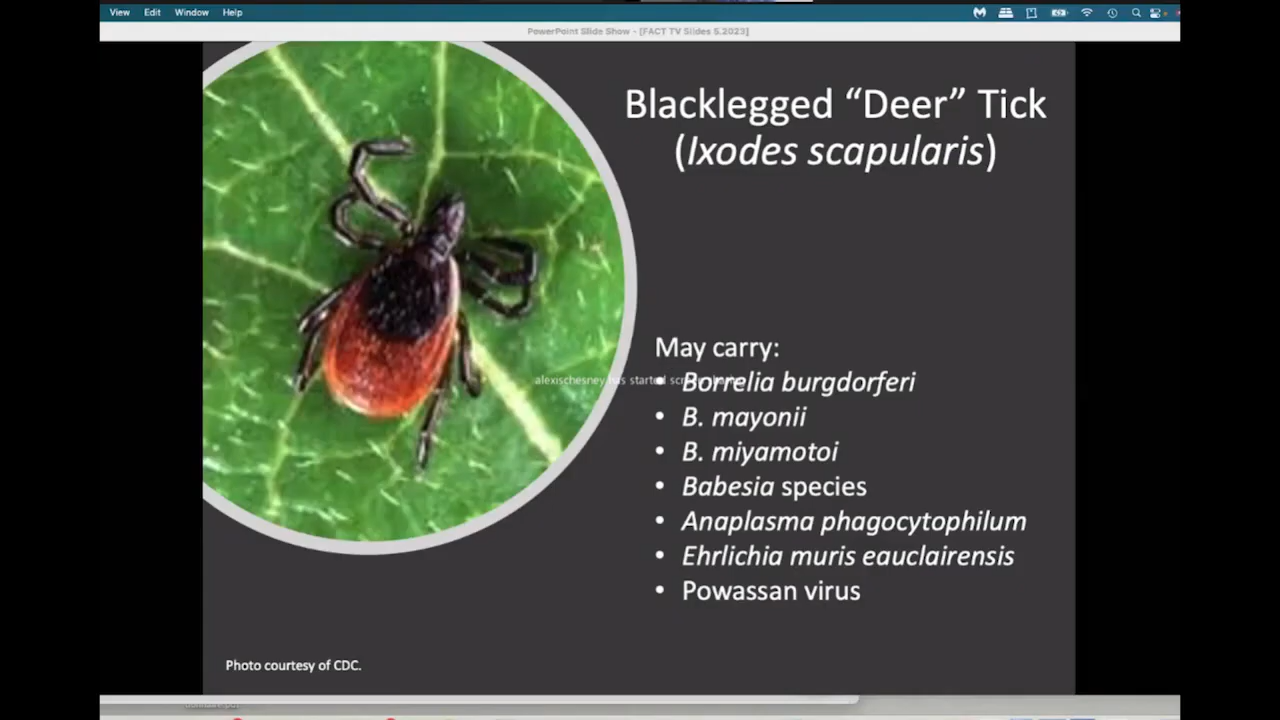 View Edit Window Help
PowerPoint Slide Show - [FACT TV Slides 5.2023]
Blacklegged “Deer” Tick
(Ixodes scapularis)
May carry:
alexischesney has started screen sharing
• Borrelia burgdorferi
• B. mayonii
• B. miyamotoi
• Babesia species
• Anaplasma phagocytophilum
• Ehrlichia muris eauclairensis
• Powassan virus
Photo courtesy of CDC.